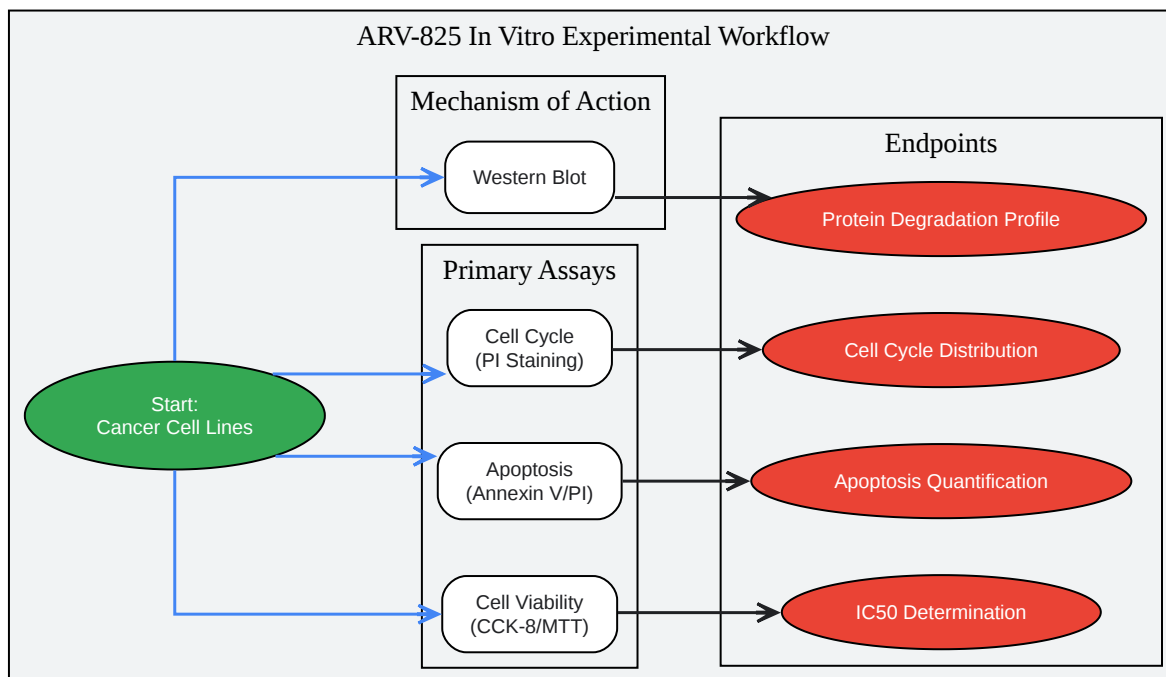 ARV-825 In Vitro Experimental Workflow
Mechanism of Action
Western Blot
Endpoints
Protein Degradation Profile
Primary Assays
Cell Cycle
(PI Staining)
Cell Cycle Distribution
Start:
Cancer Cell Lines
Apoptosis
(Annexin V/PI)
Apoptosis Quantification
Cell Viability
(CCK-8/MTT)
IC50 Determination